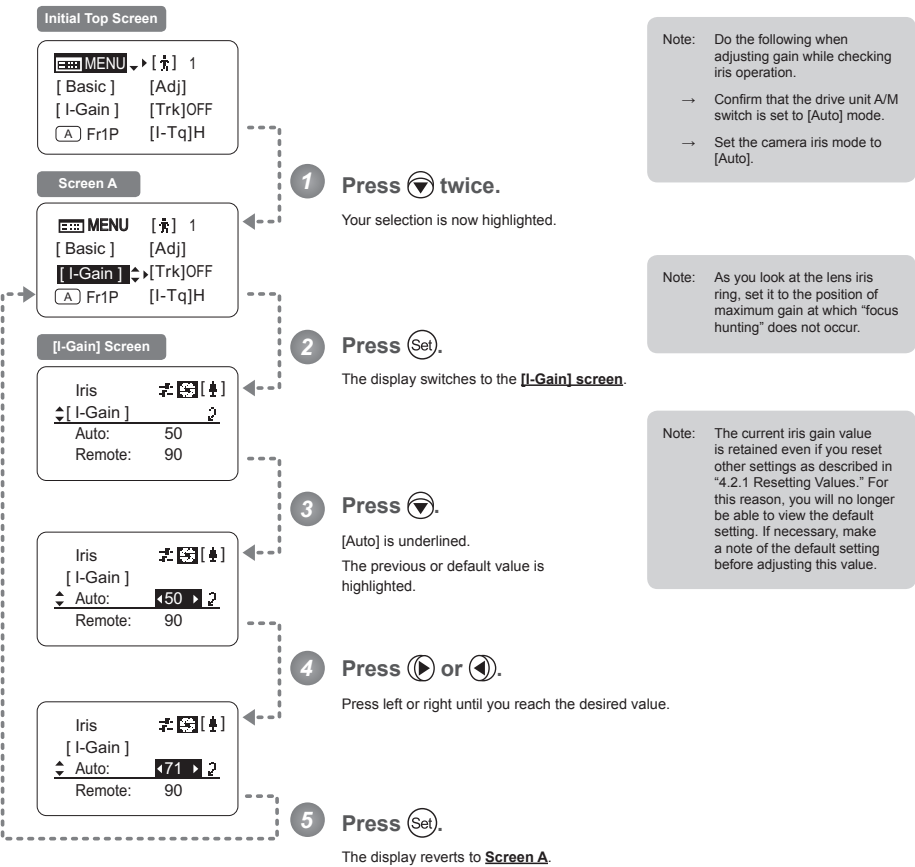 Initial Top Screen
MENU [ ] 1
[ Basic ] [Adj]
[ I-Gain ] [Trk]OFF
A Fr1P [I-Tq]H
Screen A
MENU [ ] 1
[ Basic ] [Adj]
[ I-Gain ] [Trk]OFF
A Fr1P [I-Tq]H
[I-Gain] Screen
Iris [ ]
[ I-Gain ]
Auto: 50
Remote: 90
Iris [ ]
[ I-Gain ]
Auto: 50
Remote: 90
Iris [ ]
[ I-Gain ]
Auto: 71
Remote: 90
1 Press twice.
Your selection is now highlighted.
2 Press Set.
The display switches to the [I-Gain] screen.
3 Press .
[Auto] is underlined.
The previous or default value is
highlighted.
4 Press or .
Press left or right until you reach the desired value.
5 Press Set.
The display reverts to Screen A.
Note: Do the following when
adjusting gain while checking
iris operation.
→ Confirm that the drive unit A/M
switch is set to [Auto] mode.
→ Set the camera iris mode to
[Auto].
Note: As you look at the lens iris
ring, set it to the position of
maximum gain at which “focus
hunting” does not occur.
Note: The current iris gain value
is retained even if you reset
other settings as described in
“4.2.1 Resetting Values.” For
this reason, you will no longer
be able to view the default
setting. If necessary, make
a note of the default setting
before adjusting this value.